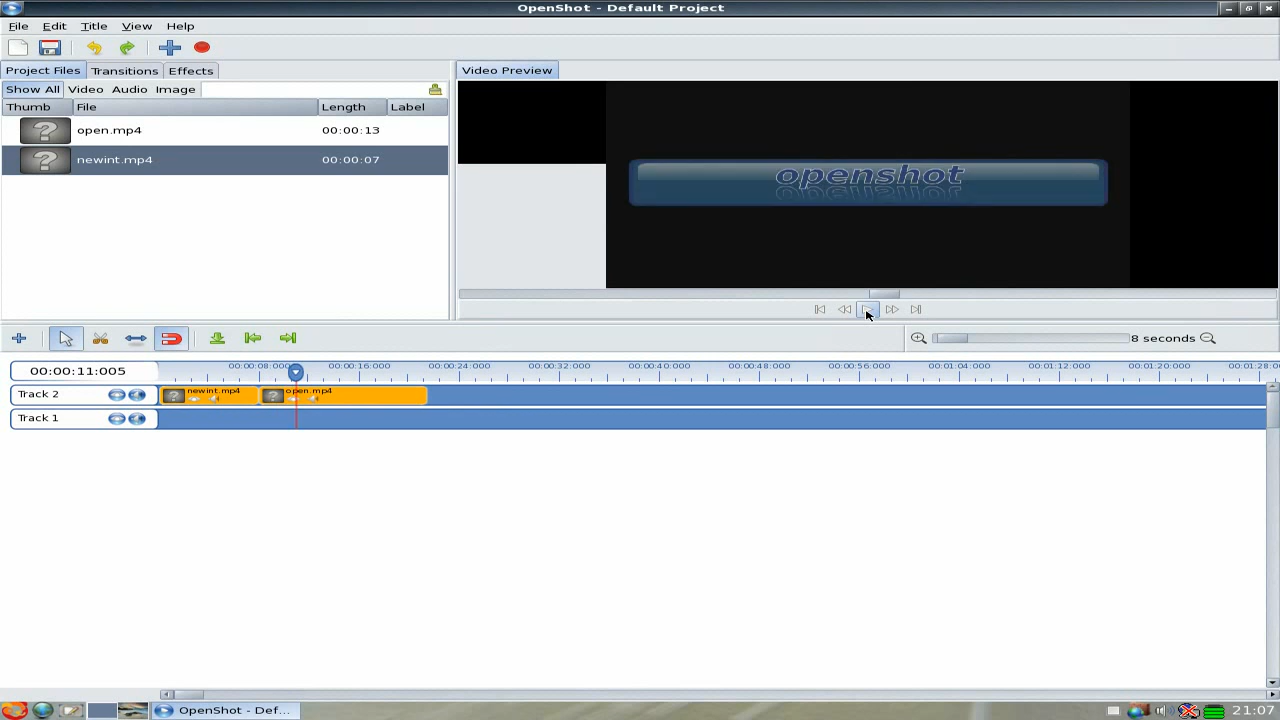 OpenShot - Default Project
File Edit Title View Help
Project Files Transitions Effects
Video Preview
Show All Video Audio Image
Thumb File Length Label
open.mp4 00:00:13
newint.mp4 00:00:07
openshot
8 seconds
00:00:11:005
00:00:08:000 00:00:16:000 00:00:24:000 00:00:32:000 00:00:40:000 00:00:48:000 00:00:56:000 00:01:04:000 00:01:12:000 00:01:20:000 00:01:28:0
Track 2
newint.mp4 open.mp4
Track 1
OpenShot - Def...
21:07